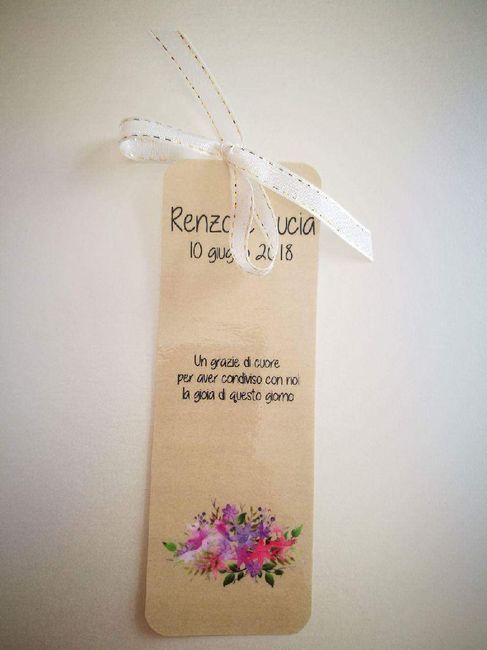 Renzo e Lucia
10 giugno 2018
Un grazie di cuore
per aver condiviso con noi
la gioia di questo giorno